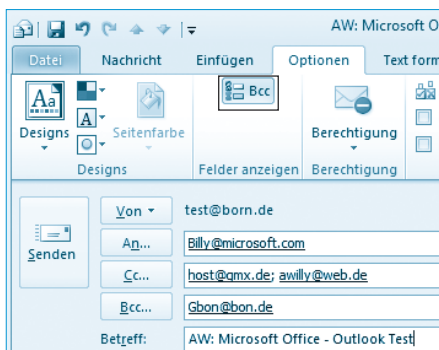 AW: Microsoft O
Datei Nachricht Einfügen Optionen Text form
Aa Bcc
A
Designs Seitenfarbe Berechtigung
Designs Felder anzeigen Berechtigung
Von test@born.de
Senden An... Billy@microsoft.com
Cc... host@gmx.de; awilly@web.de
Bcc... Gbon@bon.de
Betreff: AW: Microsoft Office - Outlook Test